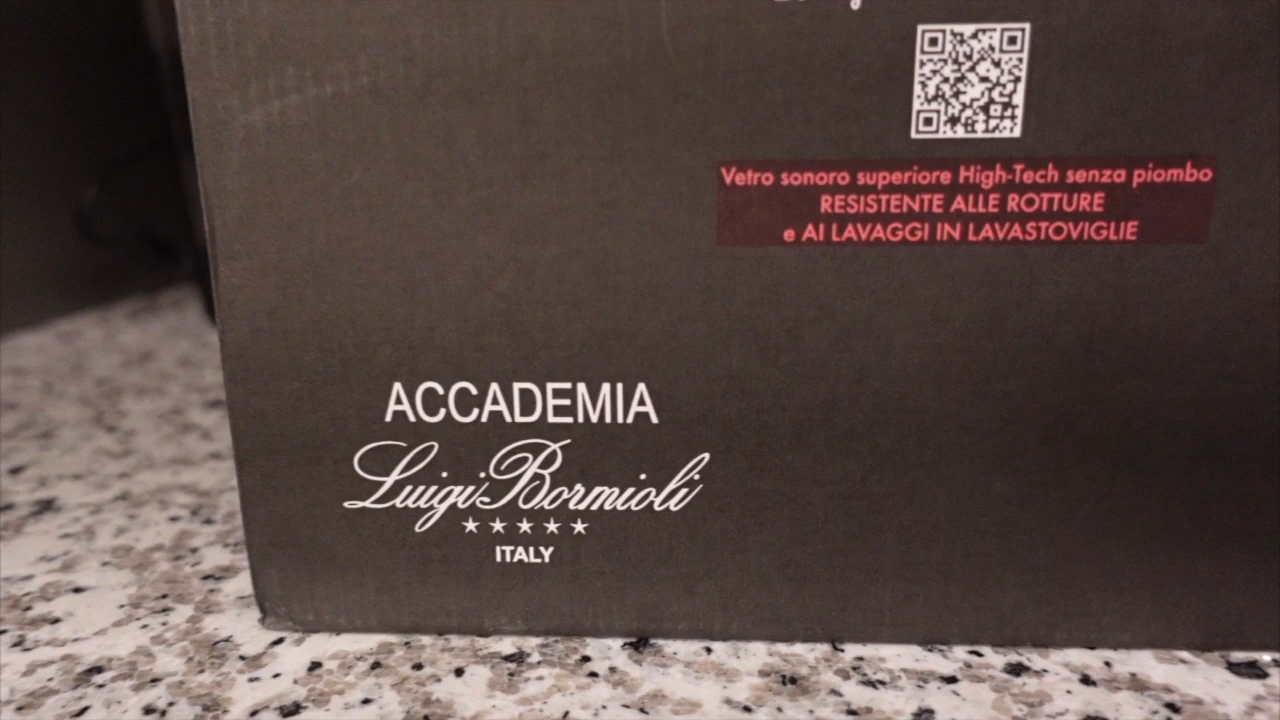 Vetro sonoro superiore High-Tech senza piombo
RESISTENTE ALLE ROTTURE
e AI LAVAGGI IN LAVASTOVIGLIE
ACCADEMIA
Luigi Bormioli
ITALY